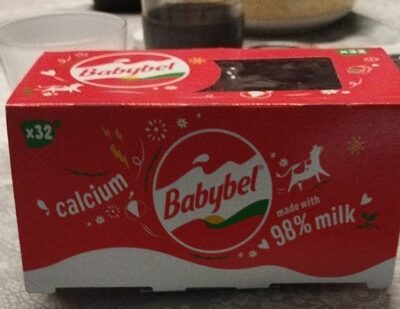 Babybel
x32
x32
calcium
Babybel
made with
98% milk